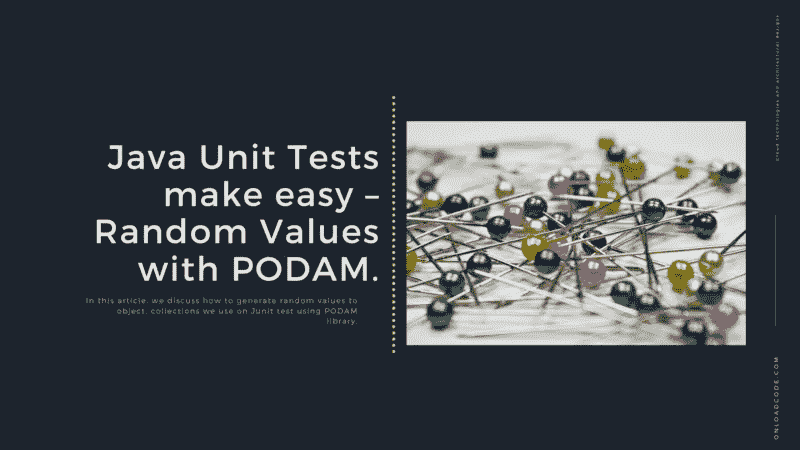 Java Unit Tests
make easy –
Random Values
with PODAM.
In this article, we discuss how to generate random values to
object, collections we use on Junit test using PODAM
library.
cloud technologies and architectural design
ONLOADCODE.COM